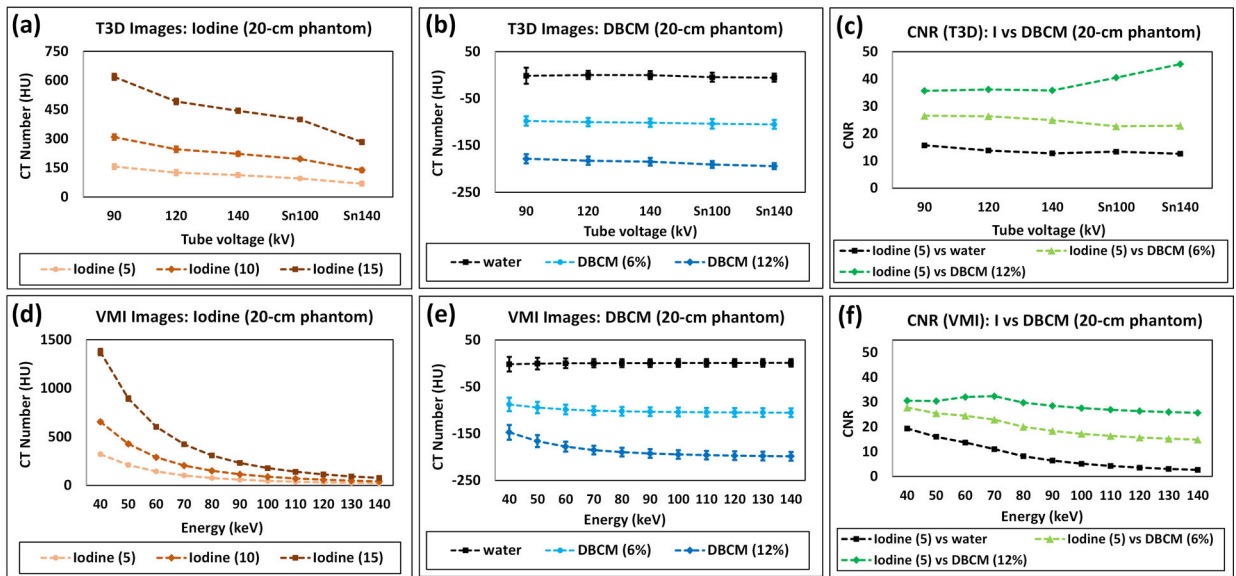 (a)
T3D Images: Iodine (20-cm phantom)
CT Number (HU)
750
600
450
300
150
0
90 120 140 Sn100 Sn140
Tube voltage (kV)
Iodine (5) Iodine (10) Iodine (15)
(b)
T3D Images: DBCM (20-cm phantom)
CT Number (HU)
50
-50
-150
-250
90 120 140 Sn100 Sn140
Tube voltage (kV)
water DBCM (6%) DBCM (12%)
(c)
CNR (T3D): I vs DBCM (20-cm phantom)
CNR
50
40
30
20
10
0
90 120 140 Sn100 Sn140
Tube voltage (kV)
Iodine (5) vs water Iodine (5) vs DBCM (6%)
Iodine (5) vs DBCM (12%)
(d)
VMI Images: Iodine (20-cm phantom)
CT Number (HU)
1500
1000
500
0
40 50 60 70 80 90 100 110 120 130 140
Energy (keV)
Iodine (5) Iodine (10) Iodine (15)
(e)
VMI Images: DBCM (20-cm phantom)
CT Number (HU)
50
-50
-150
-250
40 50 60 70 80 90 100 110 120 130 140
Energy (keV)
water DBCM (6%) DBCM (12%)
(f)
CNR (VMI): I vs DBCM (20-cm phantom)
CNR
50
40
30
20
10
0
40 50 60 70 80 90 100 110 120 130 140
Energy (keV)
Iodine (5) vs water Iodine (5) vs DBCM (6%)
Iodine (5) vs DBCM (12%)